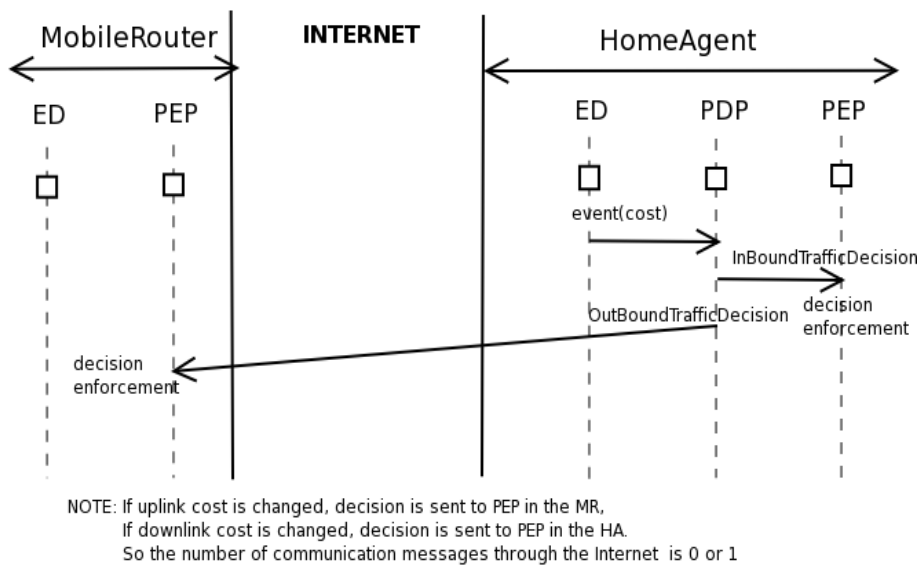 MobileRouter
INTERNET
HomeAgent
ED
PEP
ED
PDP
PEP
event(cost)
InBoundTrafficDecision
decision
enforcement
OutBoundTrafficDecision
decision
enforcement
NOTE: If uplink cost is changed, decision is sent to PEP in the MR,
If downlink cost is changed, decision is sent to PEP in the HA.
So the number of communication messages through the Internet is 0 or 1